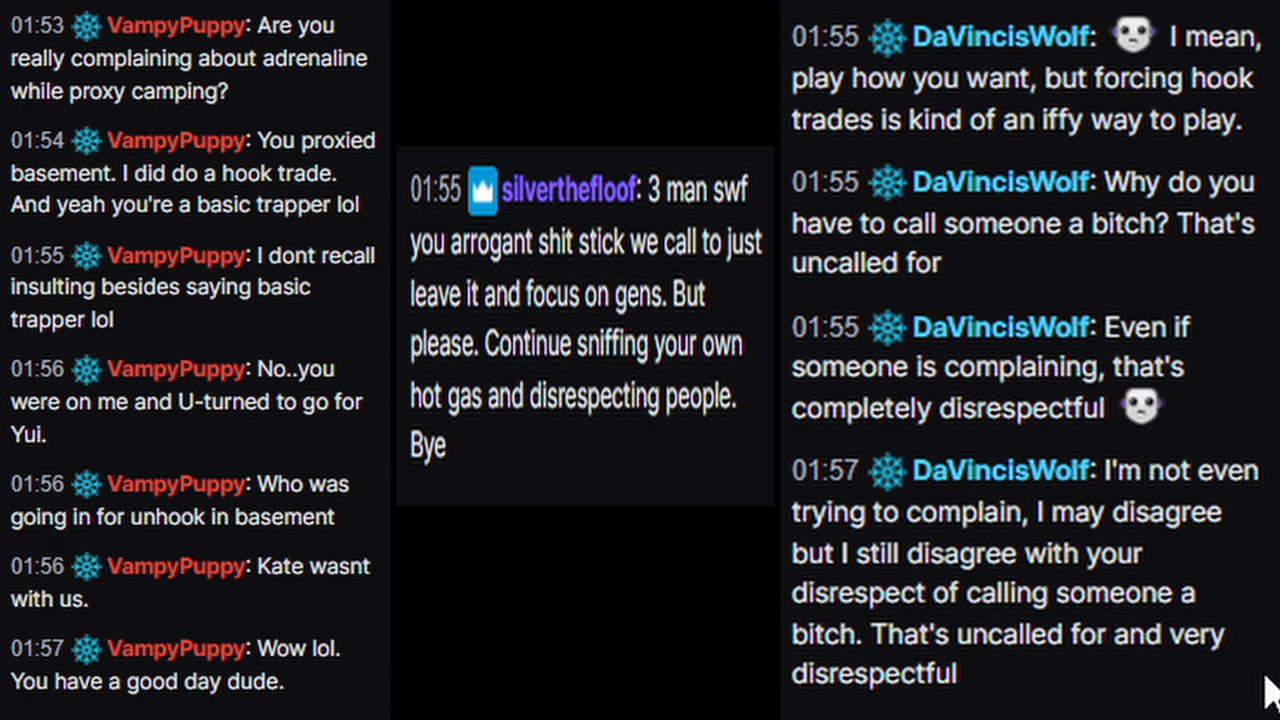 01:53 VampyPuppy: Are you
really complaining about adrenaline
while proxy camping?
01:54 VampyPuppy: You proxied
basement. I did do a hook trade.
And yeah you're a basic trapper lol
01:55 VampyPuppy: I dont recall
insulting besides saying basic
trapper lol
01:56 VampyPuppy: No..you
were on me and U-turned to go for
Yui.
01:56 VampyPuppy: Who was
going in for unhook in basement
01:56 VampyPuppy: Kate wasnt
with us.
01:57 VampyPuppy: Wow lol.
You have a good day dude.
01:55 silverthefloof: 3 man swf
you arrogant shit stick we call to just
leave it and focus on gens. But
please. Continue sniffing your own
hot gas and disrespecting people.
Bye
01:55 DaVincisWolf: I mean,
play how you want, but forcing hook
trades is kind of an iffy way to play.
01:55 DaVincisWolf: Why do you
have to call someone a bitch? That's
uncalled for
01:55 DaVincisWolf: Even if
someone is complaining, that's
completely disrespectful
01:57 DaVincisWolf: I'm not even
trying to complain, I may disagree
but I still disagree with your
disrespect of calling someone a
bitch. That's uncalled for and very
disrespectful